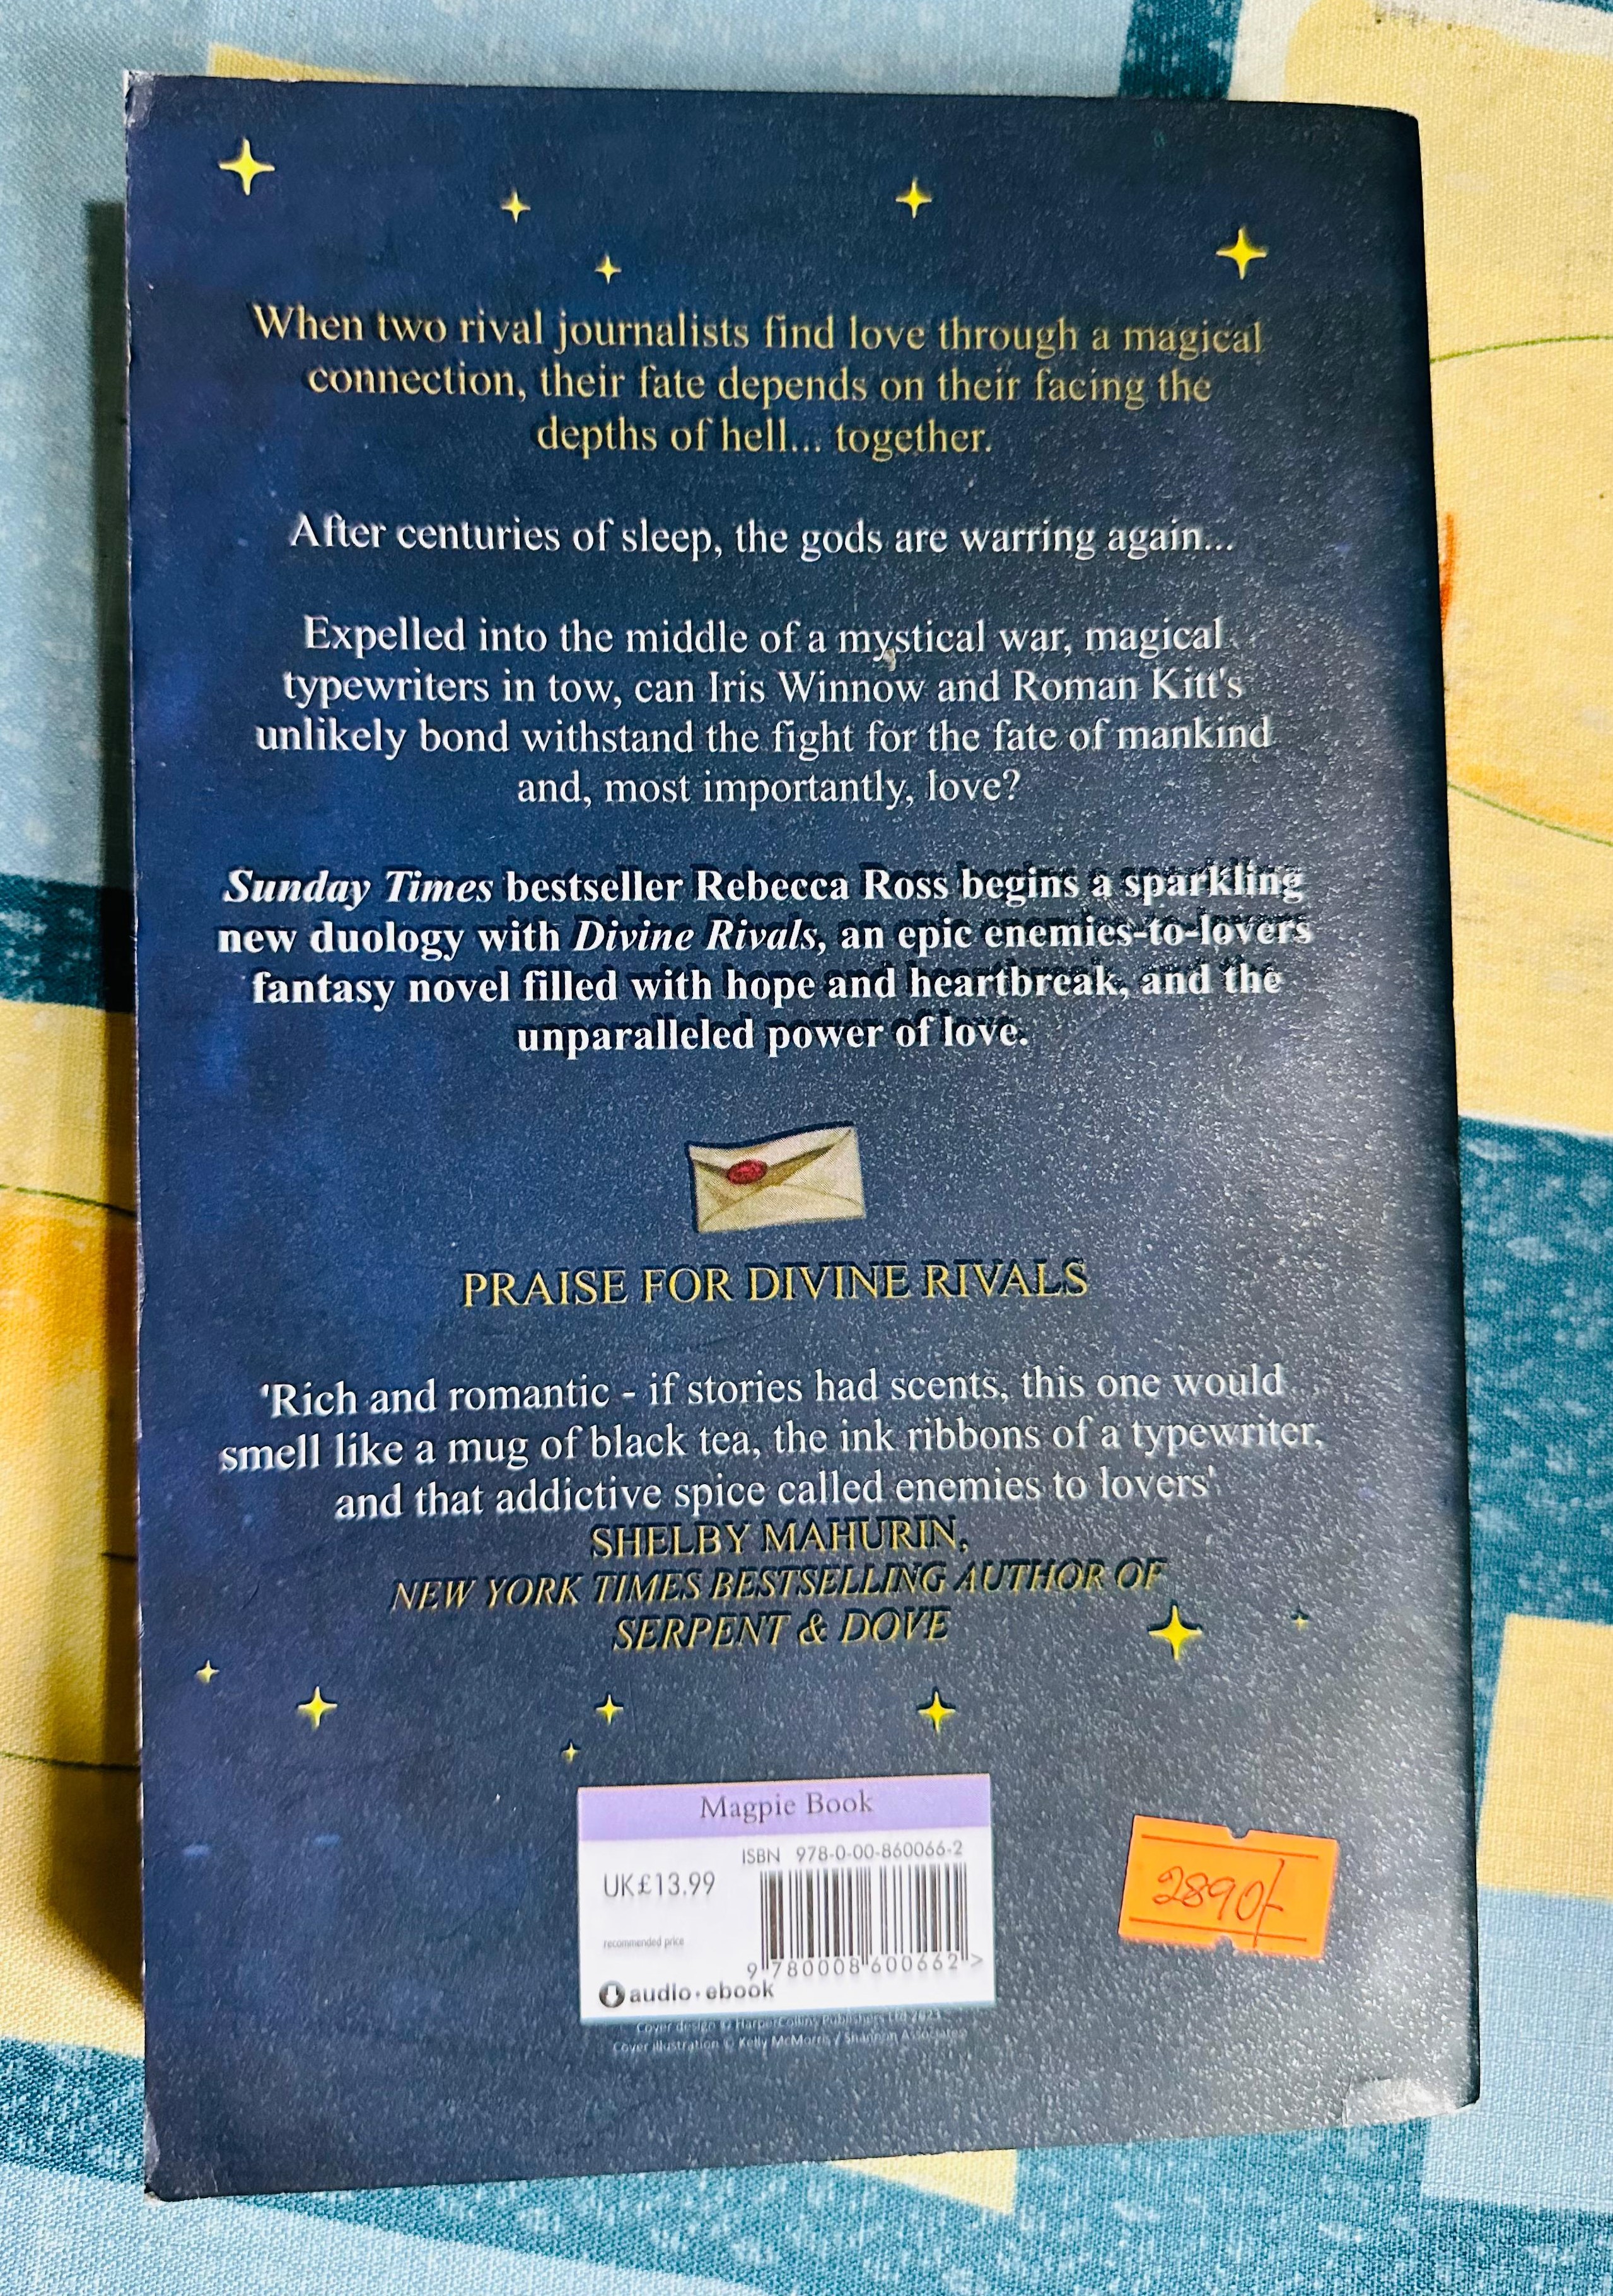 When two rival journalists find love through a magical
connection, their fate depends on their facing the
depths of hell... together.
After centuries of sleep, the gods are warring again...
Expelled into the middle of a mystical war, magical
typewriters in tow, can Iris Winnow and Roman Kitt's
unlikely bond withstand the fight for the fate of mankind
and, most importantly, love?
Sunday Times bestseller Rebecca Ross begins a sparkling
new duology with Divine Rivals, an epic enemies-to-lovers
fantasy novel filled with hope and heartbreak, and the
unparalleled power of love.
PRAISE FOR DIVINE RIVALS
'Rich and romantic - if stories had scents, this one would
smell like a mug of black tea, the ink ribbons of a typewriter,
and that addictive spice called enemies to lovers'
SHELBY MAHURIN,
NEW YORK TIMES BESTSELLING AUTHOR OF
SERPENT & DOVE
Magpie Book
ISBN 978-0-00-860066-2
UK£13.99
recommended price
9 780008 600662 >
audio · ebook
2890/-
Cover design © HarperCollins Publishers Ltd 2023
Cover illustration © Kelly McMorris / Shannon Associates